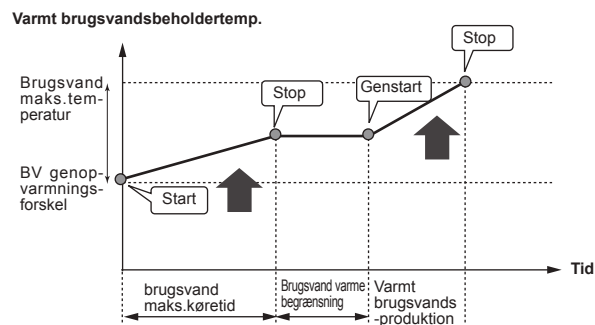 Varmt brugsvandsbeholdertemp.
Stop
Brugsvand
maks.tem-
peratur
Stop
Genstart
BV genop-
varmnings-
forskel
Start
Tid
brugsvand
maks.køretid
Brugsvand varme
begrænsning
Varmt
brugsvands
-produktion